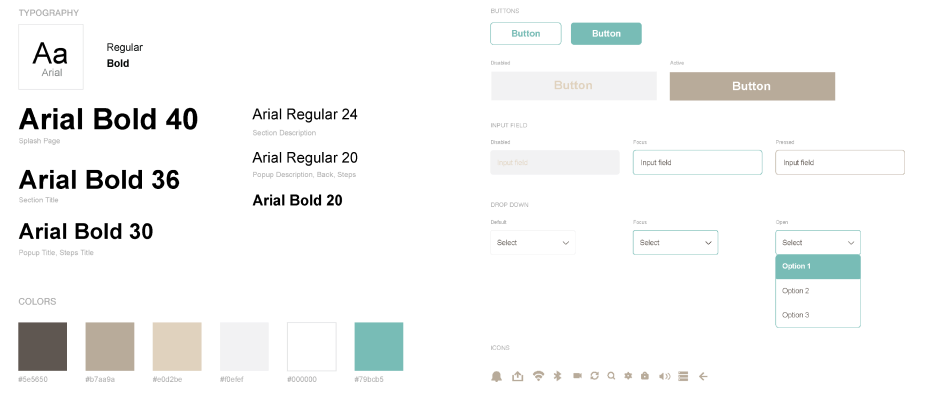 TYPOGRAPHY
Aa
Arial
Regular
Bold
Arial Bold 40
Splash Page
Arial Bold 36
Section Title
Arial Bold 30
Popup Title, Steps Title
Arial Regular 24
Section Description
Arial Regular 20
Popup Description, Back, Steps
Arial Bold 20
COLORS
#5e5650
#b7aa9a
#e0d2be
#f0efef
#000000
#79bdb5
BUTTONS
Button
Button
Disabled
Active
Button
Button
INPUT FIELD
Disabled
Focus
Pressed
Input field
Input field
Input field
DROP DOWN
Default
Focus
Open
Select
Select
Select
Option 1
Option 2
Option 3
ICONS